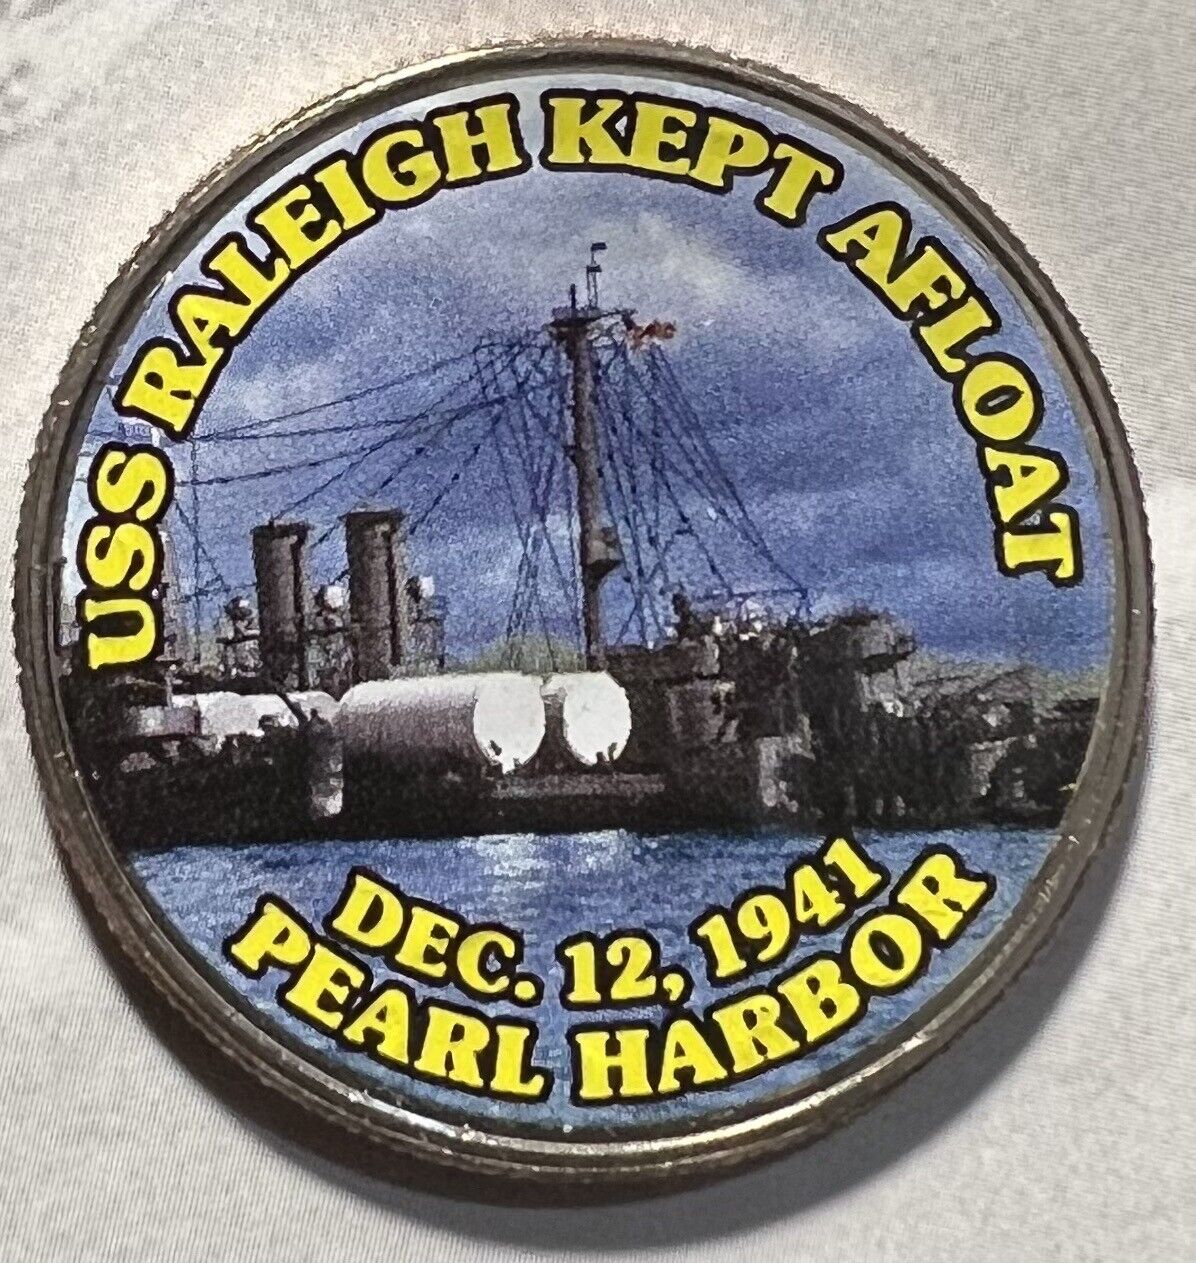 USS RALEIGH KEPT AFLOAT
DEC. 12, 1941
PEARL HARBOR